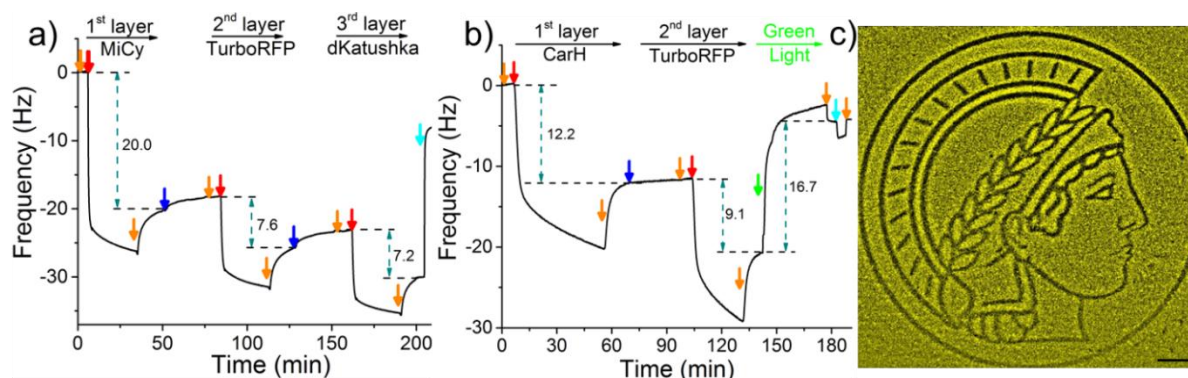 a)
1st layer
MiCy
2nd layer
TurboRFP
3rd layer
dKatushka
Frequency (Hz)
0
-10
-20
-30
20.0
7.6
7.2
0
50
100
150
200
Time (min)
b)
1st layer
CarH
2nd layer
TurboRFP
Green
Light
Frequency (Hz)
0
-10
-20
-30
12.2
9.1
16.7
0
30
60
90
120
150
180
Time (min)
c)